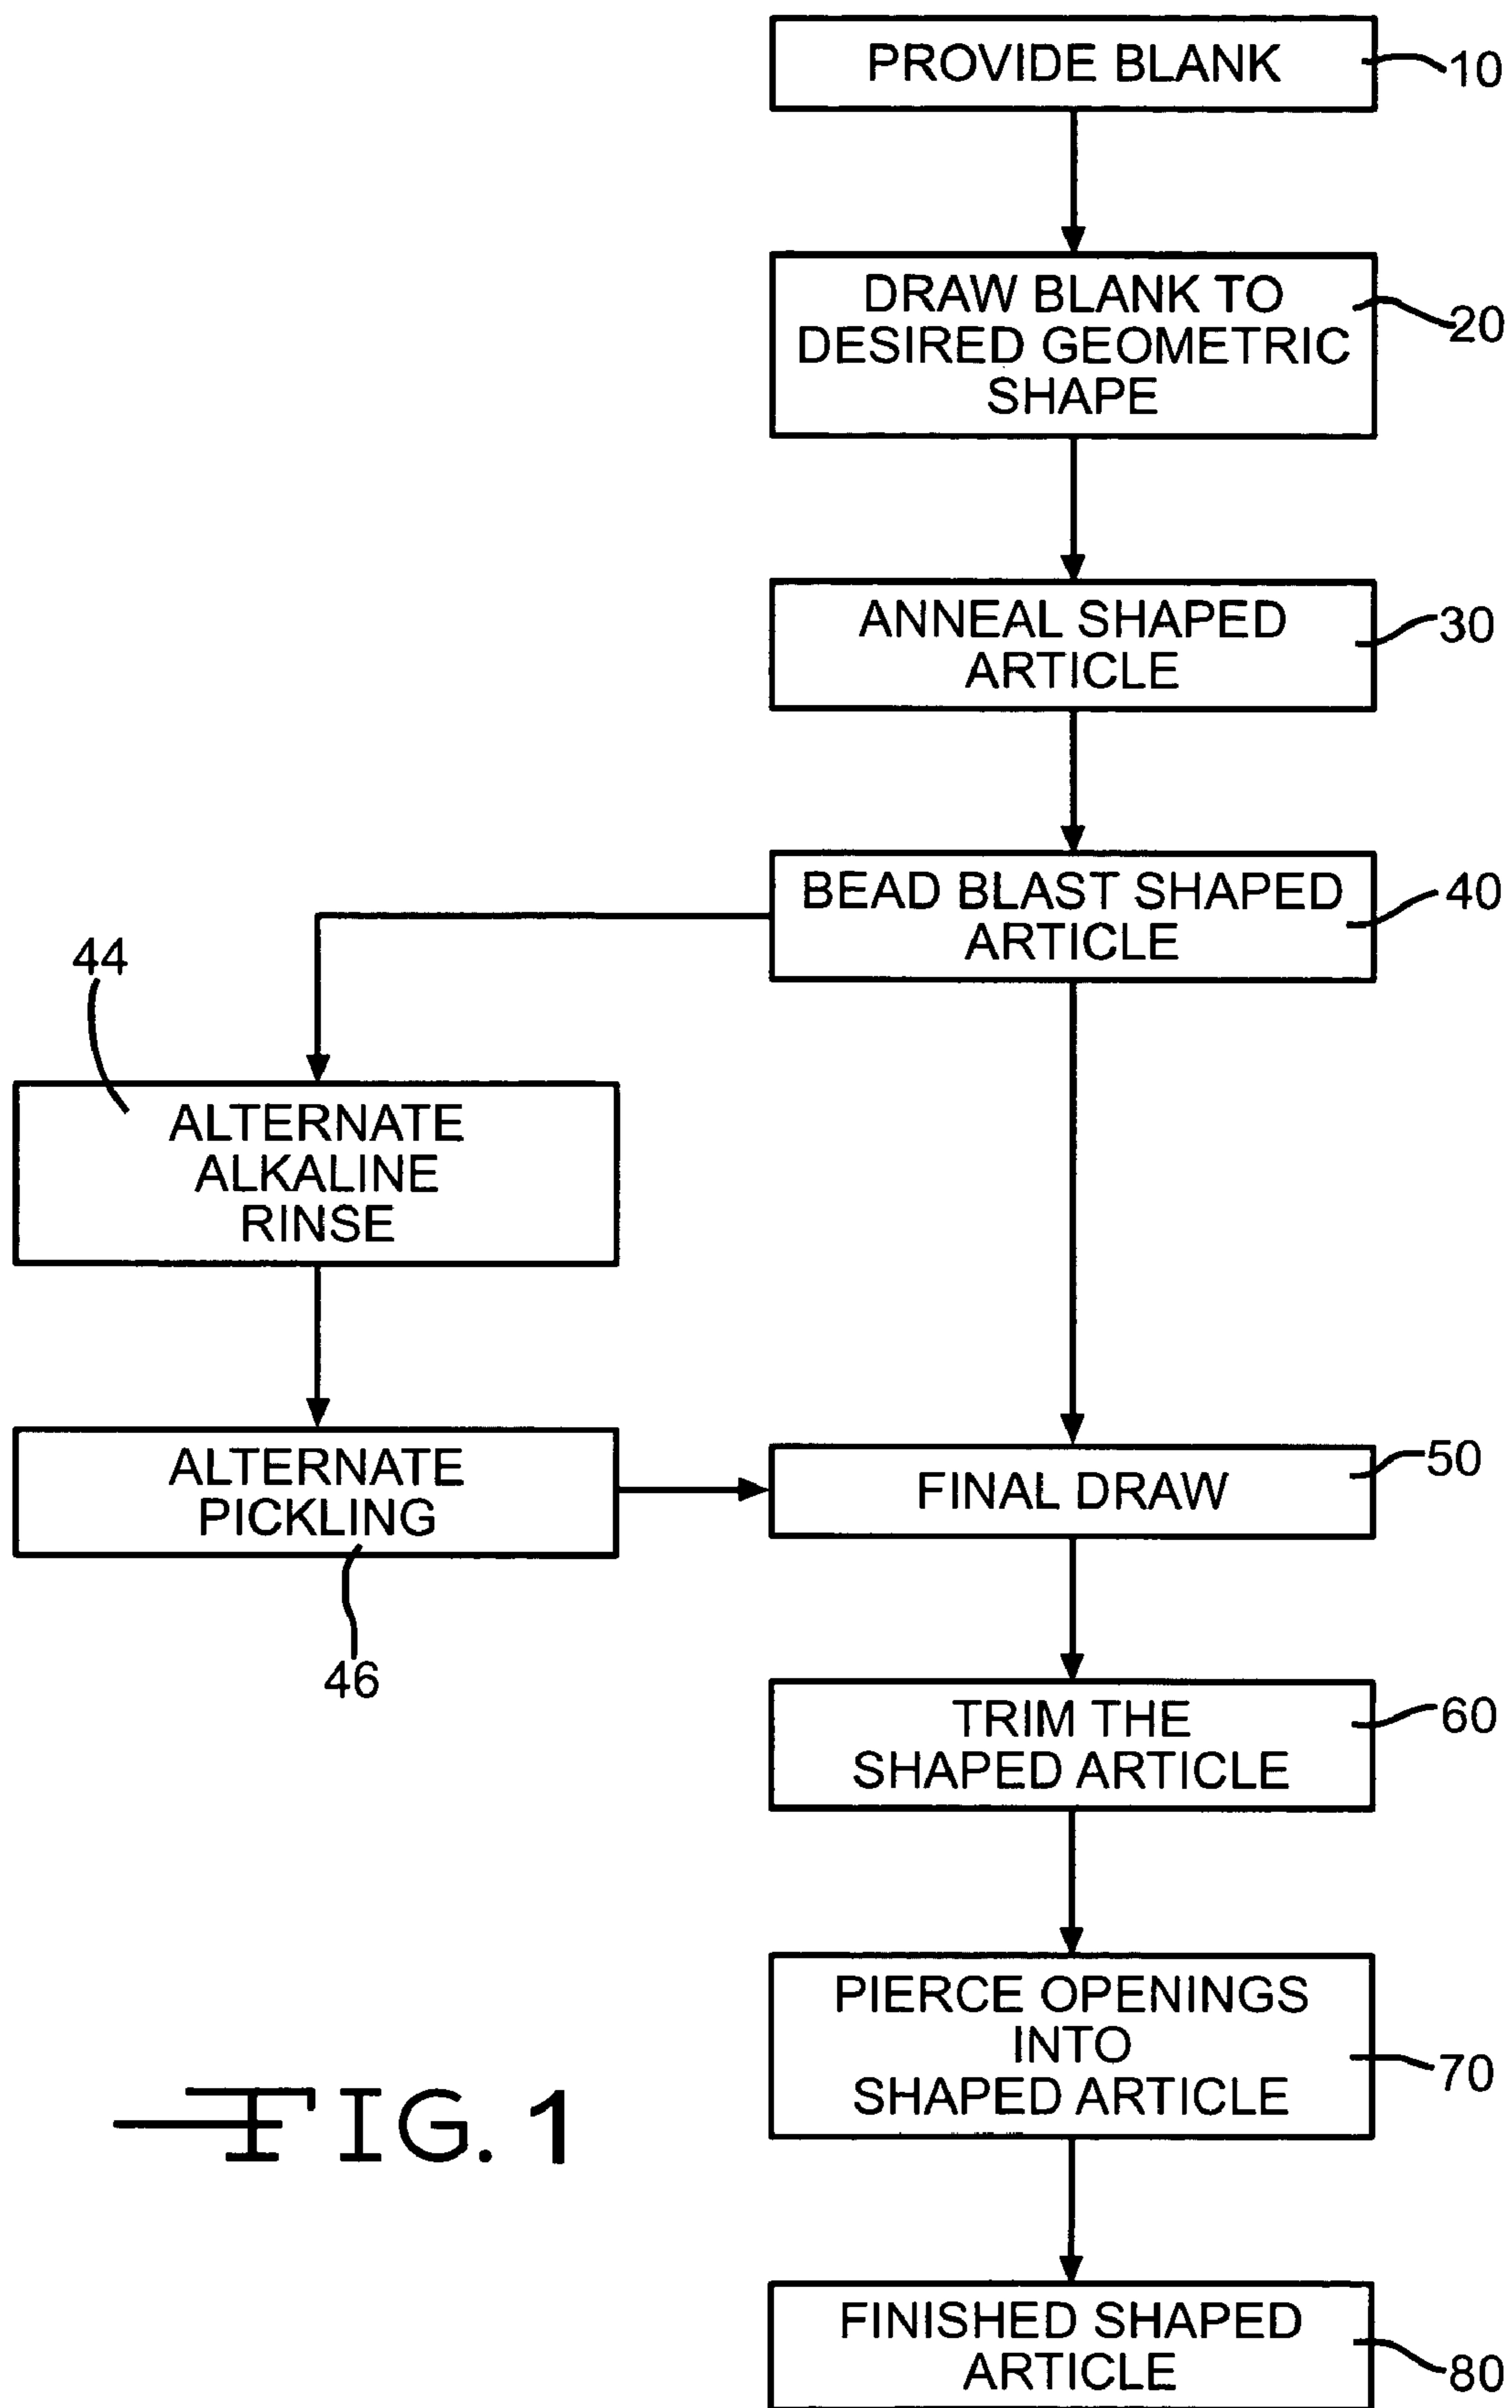 PROVIDE BLANK
10
DRAW BLANK TO
DESIRED GEOMETRIC
SHAPE
20
ANNEAL SHAPED
ARTICLE
30
BEAD BLAST SHAPED
ARTICLE
40
44
ALTERNATE
ALKALINE
RINSE
ALTERNATE
PICKLING
46
FINAL DRAW
50
TRIM THE
SHAPED ARTICLE
60
PIERCE OPENINGS
INTO
SHAPED ARTICLE
70
FIG. 1
FINISHED SHAPED
ARTICLE
80